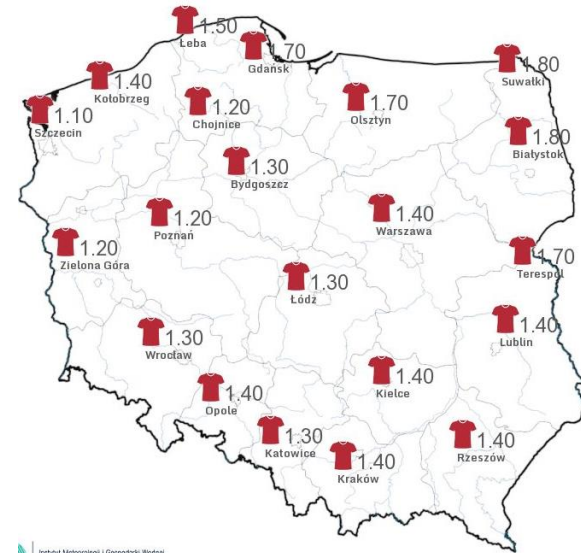 1.50
Łeba
1.70
Gdańsk
1.80
Suwałki
1.40
Kołobrzeg
1.10
Szczecin
1.20
Chojnice
1.70
Olsztyn
1.80
Białystok
1.30
Bydgoszcz
1.20
Poznań
1.40
Warszawa
1.20
Zielona Góra
1.70
Terespol
1.30
Łódź
1.30
Wrocław
1.40
Lublin
1.40
Opole
1.40
Kielce
1.30
Katowice
1.40
Kraków
1.40
Rzeszów
Instytut Meteorologii i Gospodarki Wodnej